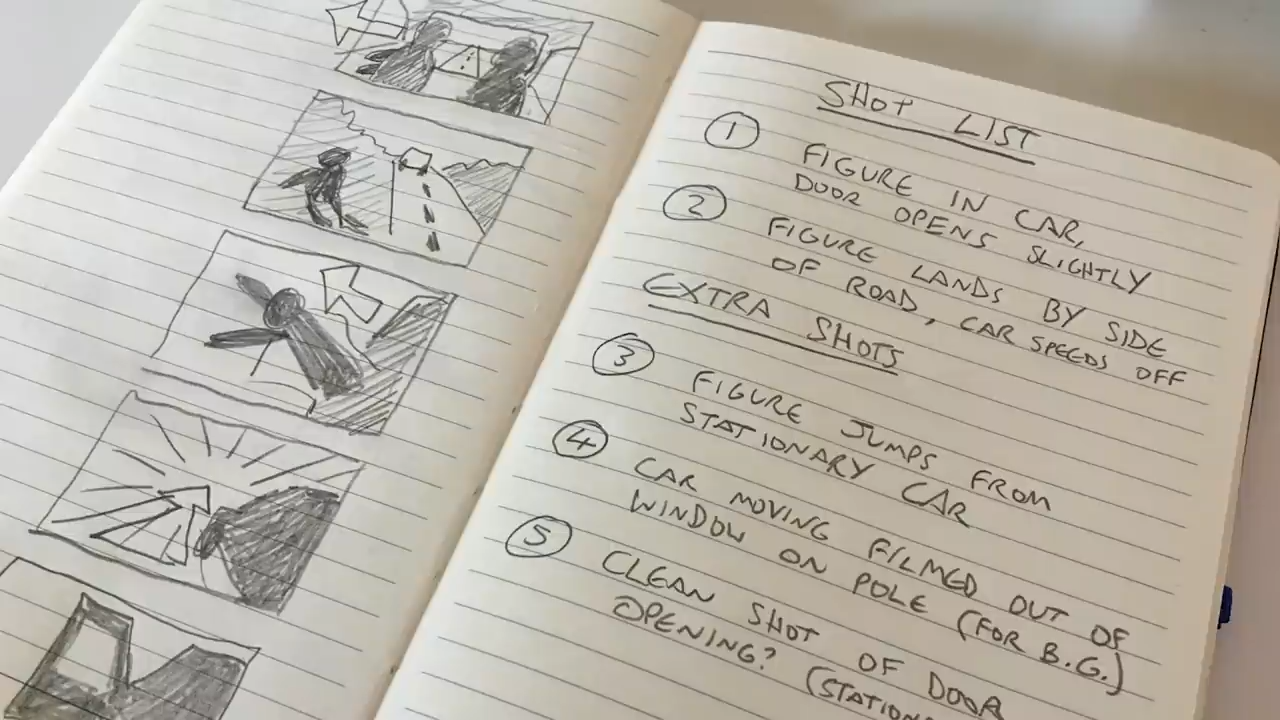 SHOT LIST
① FIGURE IN CAR,
DOOR OPENS SLIGHTLY
② FIGURE LANDS BY SIDE
OF ROAD, CAR SPEEDS OFF
EXTRA SHOTS
③ FIGURE JUMPS FROM
STATIONARY CAR
④ CAR MOVING FILMED OUT OF
WINDOW ON POLE (FOR B.G.)
⑤ CLEAN SHOT OF DOOR
OPENING?